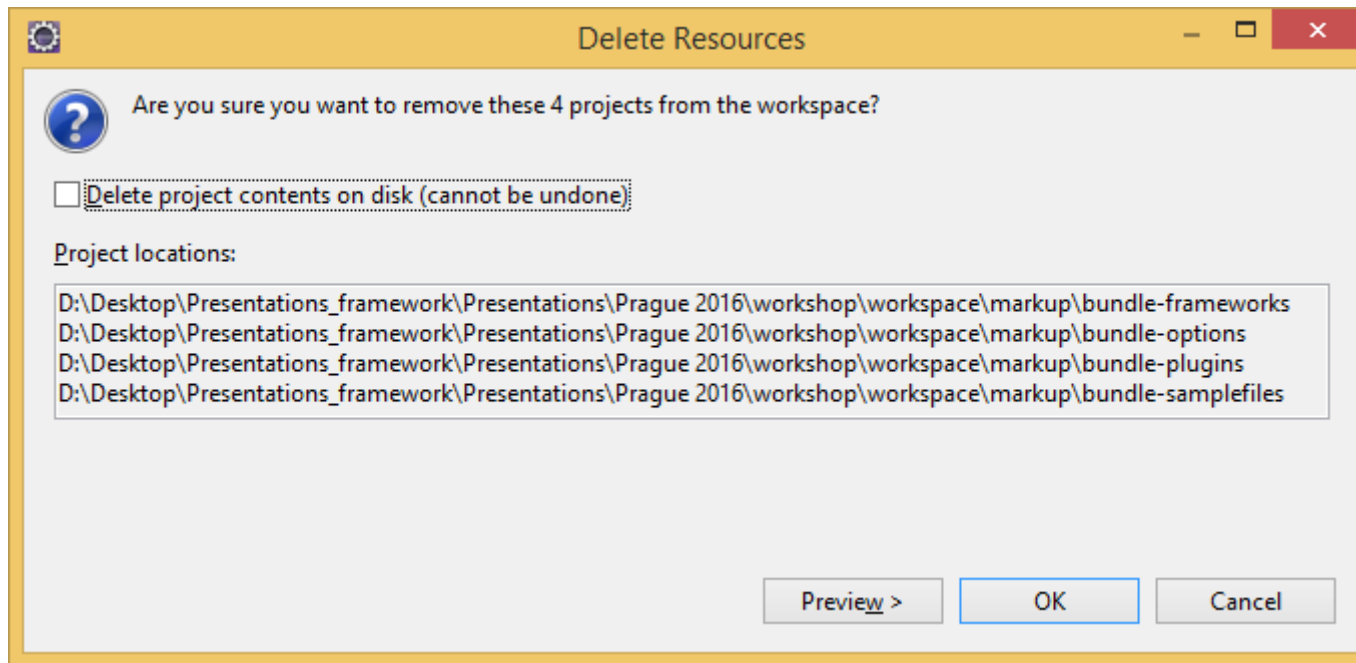 Delete Resources
Are you sure you want to remove these 4 projects from the workspace?
Delete project contents on disk (cannot be undone)
Project locations:
D:\Desktop\Presentations_framework\Presentations\Prague 2016\workshop\workspace\markup\bundle-frameworks
D:\Desktop\Presentations_framework\Presentations\Prague 2016\workshop\workspace\markup\bundle-options
D:\Desktop\Presentations_framework\Presentations\Prague 2016\workshop\workspace\markup\bundle-plugins
D:\Desktop\Presentations_framework\Presentations\Prague 2016\workshop\workspace\markup\bundle-samplefiles
Preview > OK Cancel